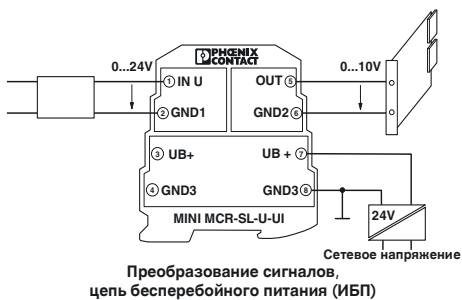 PHŒNIX
CONTACT
0...24V
① IN U
OUT ⑤
0...10V
② GND1
GND2 ⑥
③ UB+
UB + ⑦
④ GND3
GND3 ⑧
24V
MINI MCR-SL-U-UI
Сетевое напряжение
Преобразование сигналов,
цепь бесперебойного питания (ИБП)